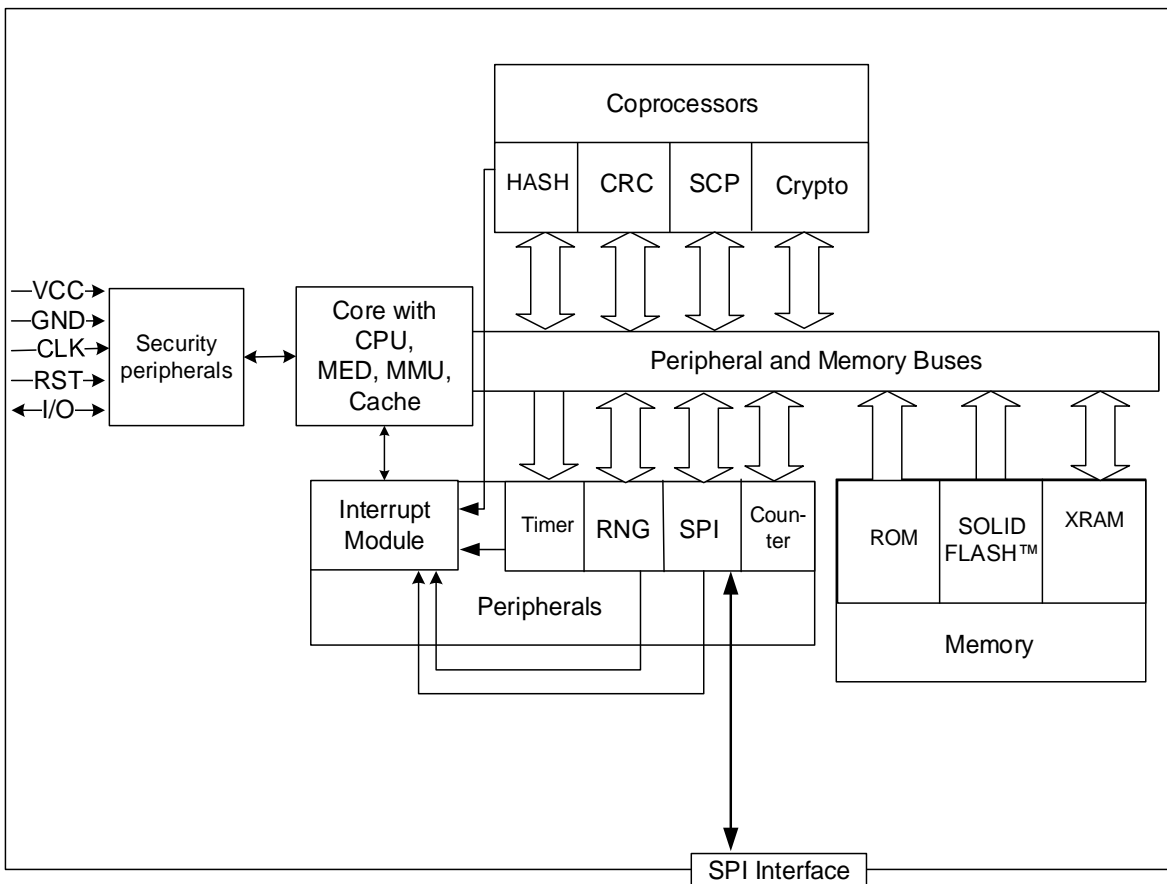 Coprocessors
HASH
CRC
SCP
Crypto
VCC
GND
CLK
RST
I/O
Security
peripherals
Core with
CPU,
MED, MMU,
Cache
Peripheral and Memory Buses
Interrupt
Module
Timer
RNG
SPI
Coun-
ter
Peripherals
ROM
SOLID
FLASH™
XRAM
Memory
SPI Interface